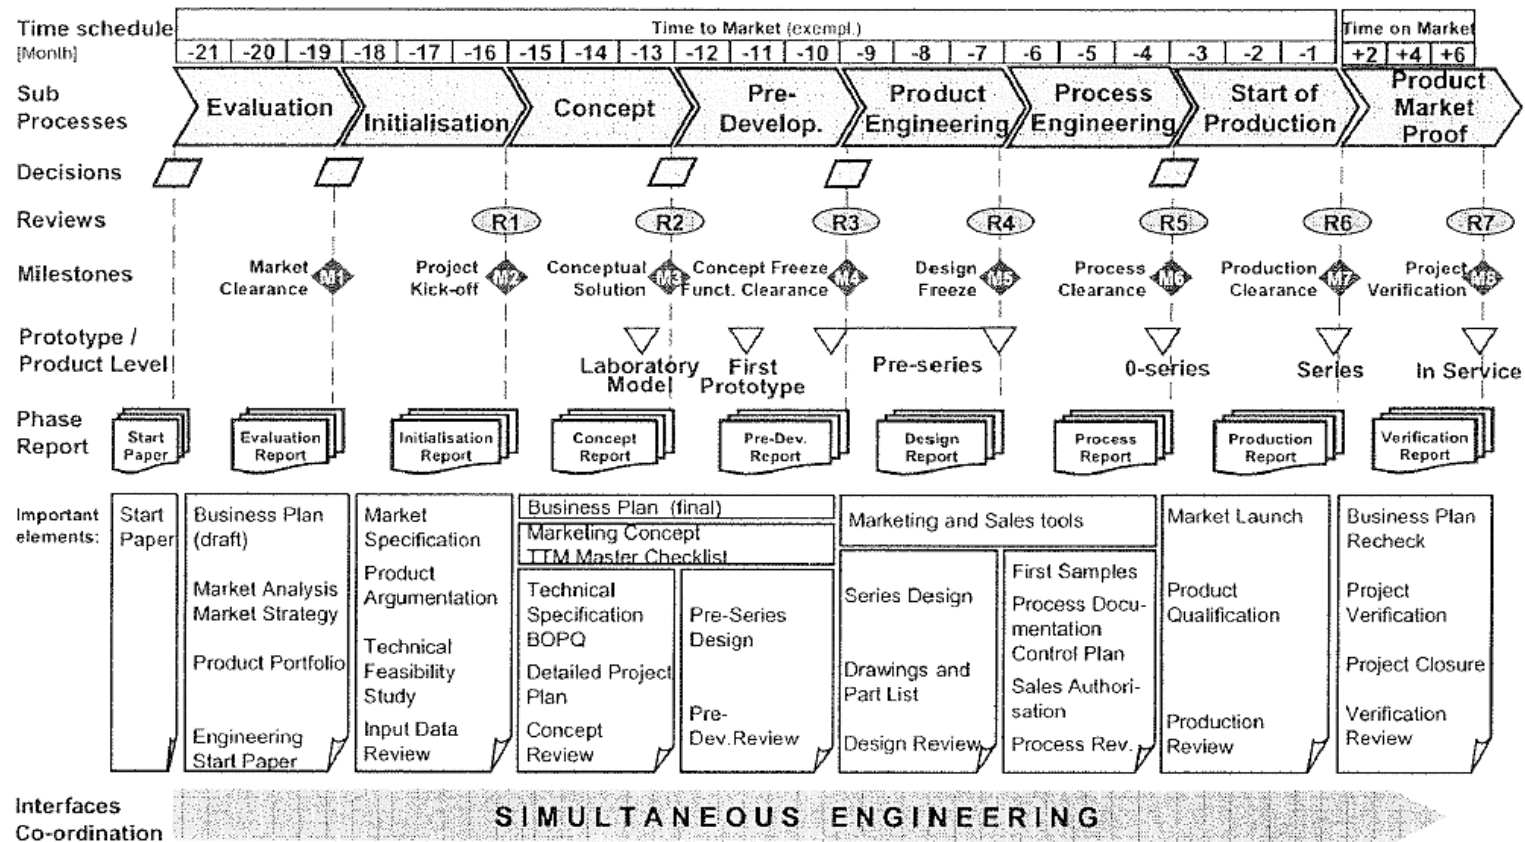 Time schedule
[Month]
Time to Market (exempl.)
Time on Market
-21 -20 -19 -18 -17 -16 -15 -14 -13 -12 -11 -10 -9 -8 -7 -6 -5 -4 -3 -2 -1 +2 +4 +6
Sub
Processes
Evaluation
Initialisation
Concept
Pre-
Develop.
Product
Engineering
Process
Engineering
Start of
Production
Product
Market
Proof
Decisions
Reviews
R1 R2 R3 R4 R5 R6 R7
Milestones
Market
Clearance
M1
Project
Kick-off
M2
Conceptual
Solution
M3
Concept Freeze
Funct. Clearance
M4
Design
Freeze
M5
Process
Clearance
M6
Production
Clearance
M7
Project
Verification
M8
Prototype /
Product Level
Laboratory
Model
First
Prototype
Pre-series
0-series
Series
In Service
Phase
Report
Start
Paper
Evaluation
Report
Initialisation
Report
Concept
Report
Pre-Dev.
Report
Design
Report
Process
Report
Production
Report
Verification
Report
Important
elements:
Start
Paper
Business Plan
(draft)
Market Analysis
Market Strategy
Product Portfolio
Engineering
Start Paper
Market
Specification
Product
Argumentation
Technical
Feasibility
Study
Input Data
Review
Business Plan (final)
Marketing Concept
TTM Master Checklist
Technical
Specification
BOPQ
Detailed Project
Plan
Concept
Review
Pre-Series
Design
Pre-
Dev.Review
Marketing and Sales tools
Series Design
Drawings and
Part List
Design Review
First Samples
Process Docu-
mentation
Control Plan
Sales Authori-
sation
Process Rev.
Market Launch
Product
Qualification
Production
Review
Business Plan
Recheck
Project
Verification
Project Closure
Verification
Review
Interfaces
Co-ordination
SIMULTANEOUS ENGINEERING